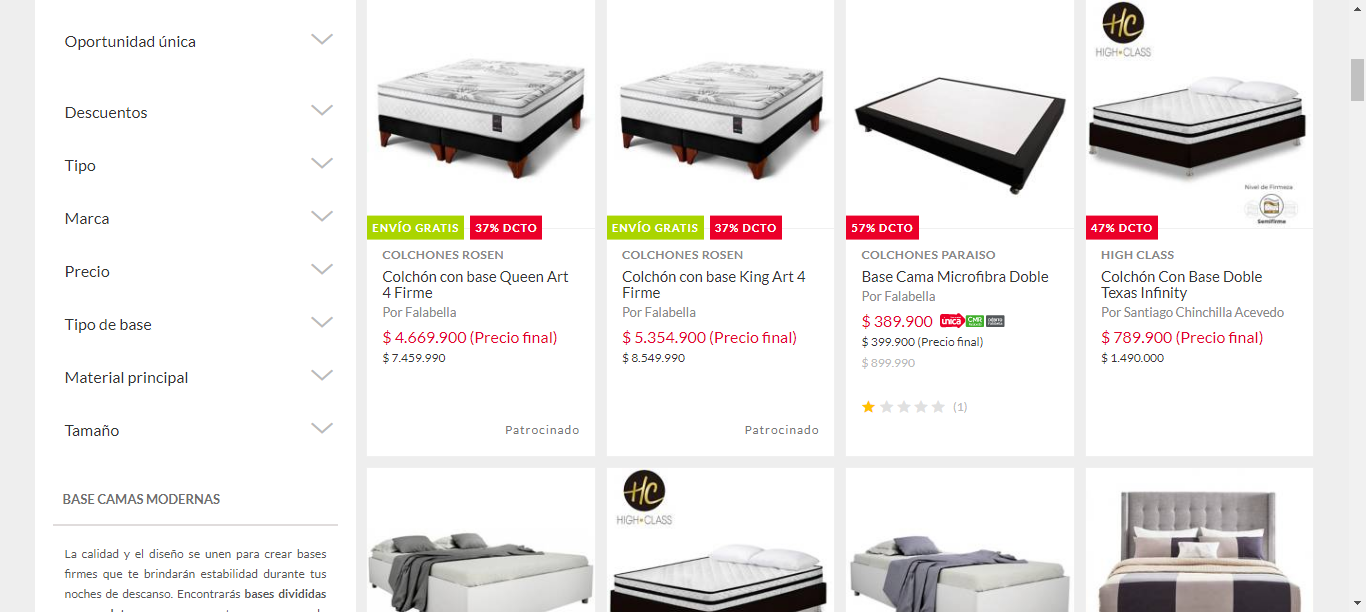 Oportunidad única
Descuentos
Tipo
Marca
Precio
Tipo de base
Material principal
Tamaño
BASE CAMAS MODERNAS
La calidad y el diseño se unen para crear bases
firmes que te brindarán estabilidad durante tus
noches de descanso. Encontrarás bases divididas
ENVÍO GRATIS 37% DCTO
COLCHONES ROSEN
Colchón con base Queen Art
4 Firme
Por Falabella
$ 4.669.900 (Precio final)
$ 7.459.990
Patrocinado
ENVÍO GRATIS 37% DCTO
COLCHONES ROSEN
Colchón con base King Art 4
Firme
Por Falabella
$ 5.354.900 (Precio final)
$ 8.549.990
Patrocinado
57% DCTO
COLCHONES PARAISO
Base Cama Microfibra Doble
Por Falabella
$ 389.900 única CMR
$ 399.900 (Precio final)
$ 899.990
(1)
HC
HIGH CLASS
Nivel de Firmeza
Semifirme
47% DCTO
HIGH CLASS
Colchón Con Base Doble
Texas Infinity
Por Santiago Chinchilla Acevedo
$ 789.900 (Precio final)
$ 1.490.000
HC
HIGH CLASS